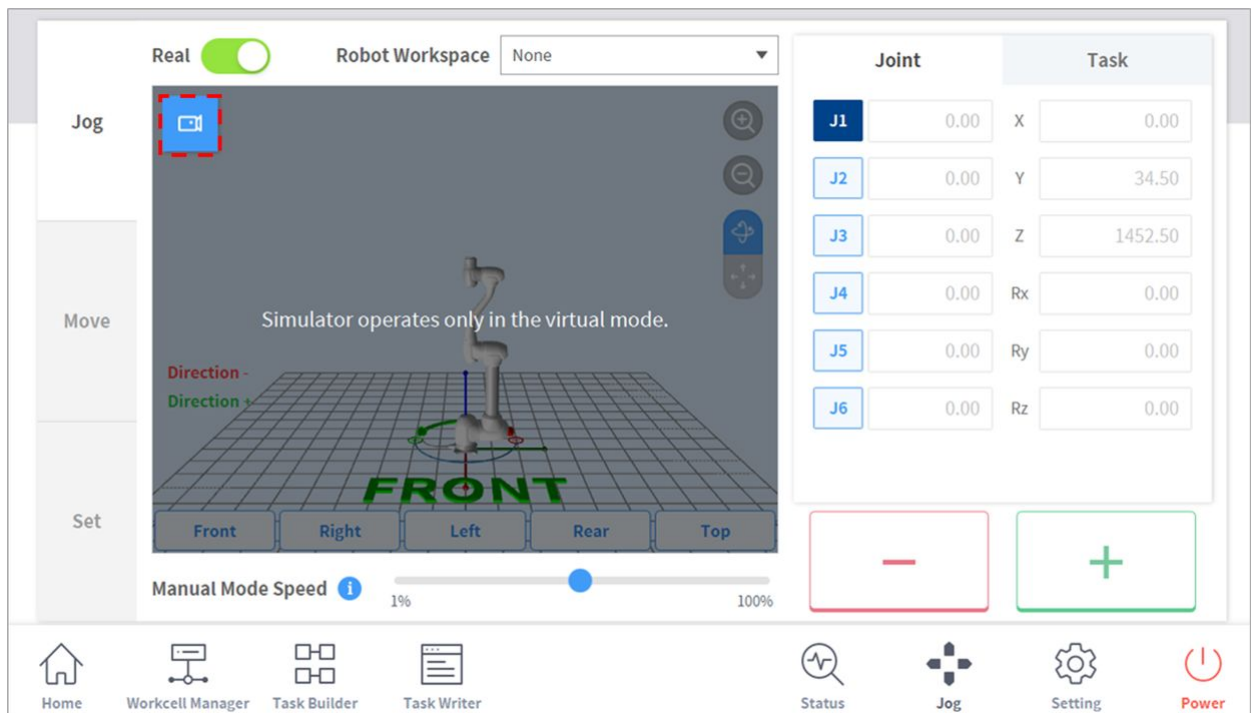 Real
Robot Workspace
None
Joint
Task
Jog
Move
Set
J1
0.00
X
0.00
J2
0.00
Y
34.50
J3
0.00
Z
1452.50
J4
0.00
Rx
0.00
J5
0.00
Ry
0.00
J6
0.00
Rz
0.00
Simulator operates only in the virtual mode.
Direction -
Direction +
FRONT
Front
Right
Left
Rear
Top
Manual Mode Speed
1%
100%
−
+
Home
Workcell Manager
Task Builder
Task Writer
Status
Jog
Setting
Power